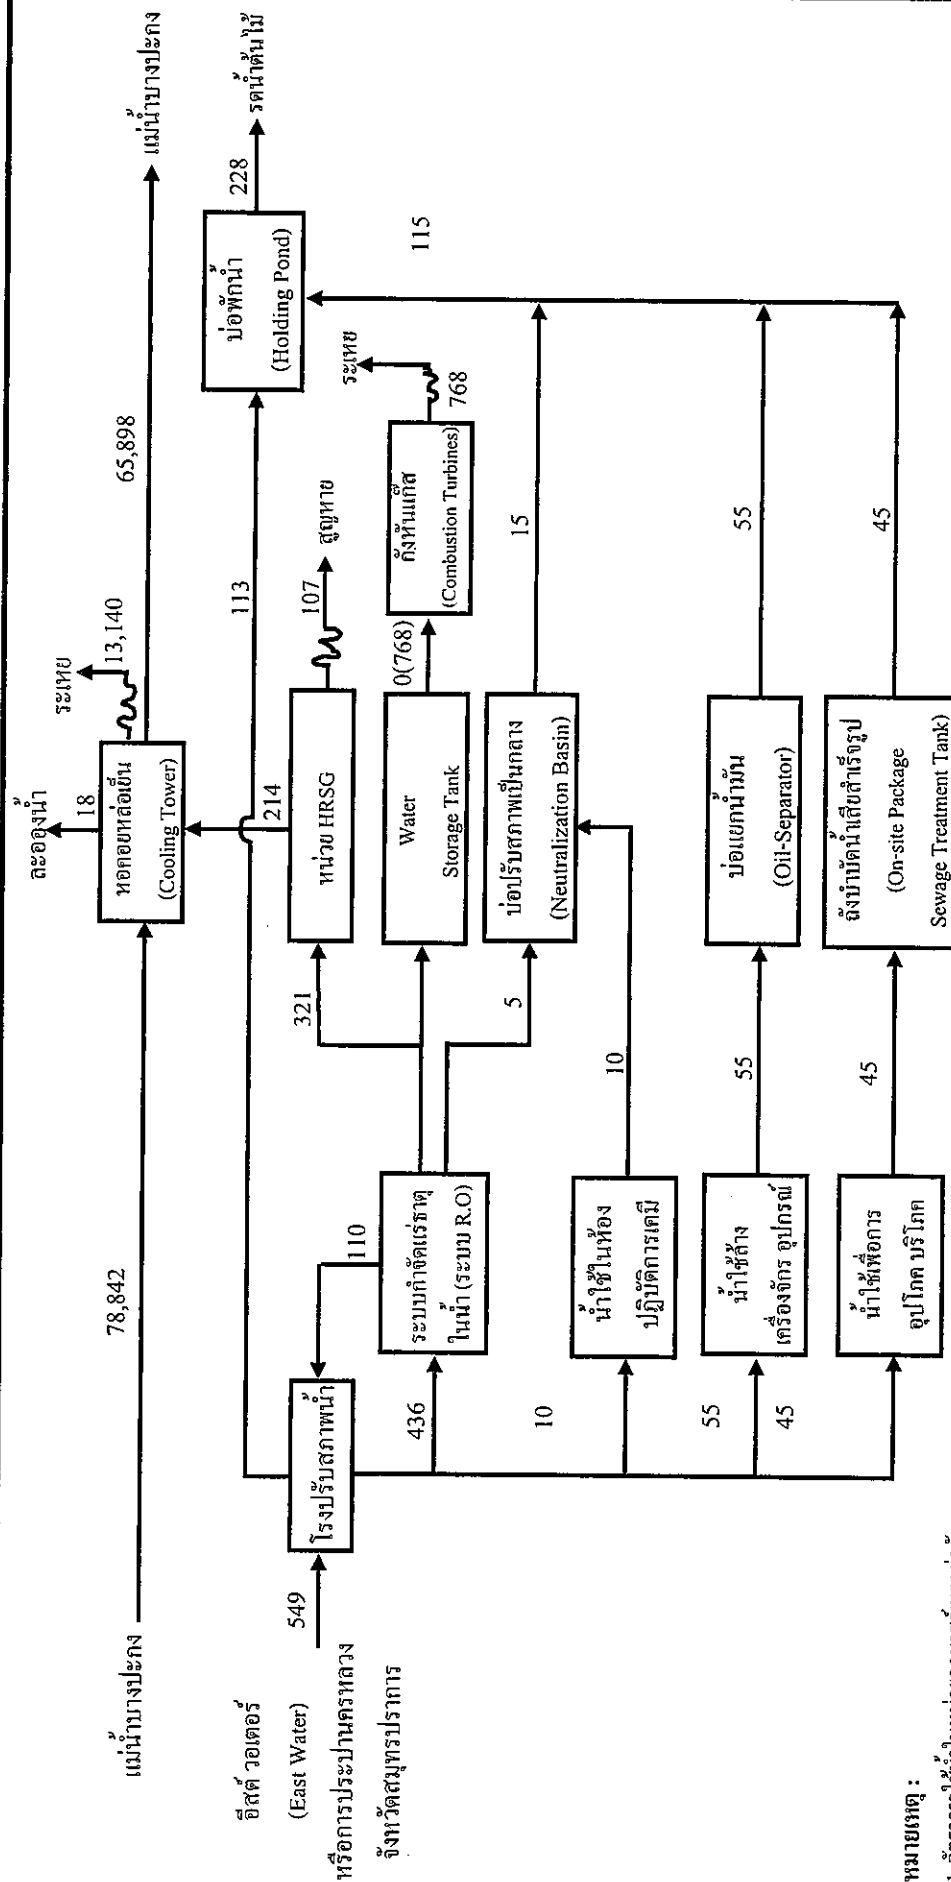 ละอองน้ำ
18
ระเหย
13,140
แม่น้ำบางปะกง
78,842
หอคอยหล่อเย็น
(Cooling Tower)
65,898
แม่น้ำบางปะกง
214
113
บ่อพักน้ำ
(Holding Pond)
228
รดน้ำต้นไม้
115
อีสต์ วอเตอร์
(East Water)
หรือการประปานครหลวง
จังหวัดสมุทรปราการ
549
โรงปรับสภาพน้ำ
110
321
หน่วย HRSG
107
สูญหาย
436
ระบบกำจัดแร่ธาตุ
ในน้ำ (ระบบ R.O)
Water
Storage Tank
0(768)
กังหันแก๊ส
(Combustion Turbines)
768
ระเหย
5
บ่อปรับสภาพเป็นกลาง
(Neutralization Basin)
15
10
น้ำใช้ในห้อง
ปฏิบัติการเคมี
10
55
น้ำใช้ล้าง
เครื่องจักร อุปกรณ์
55
บ่อแยกน้ำมัน
(Oil-Separator)
55
45
น้ำใช้เพื่อการ
อุปโภค บริโภค
45
ถังบำบัดน้ำเสียสำเร็จรูป
(On-site Package
Sewage Treatment Tank)
45
หมายเหตุ :